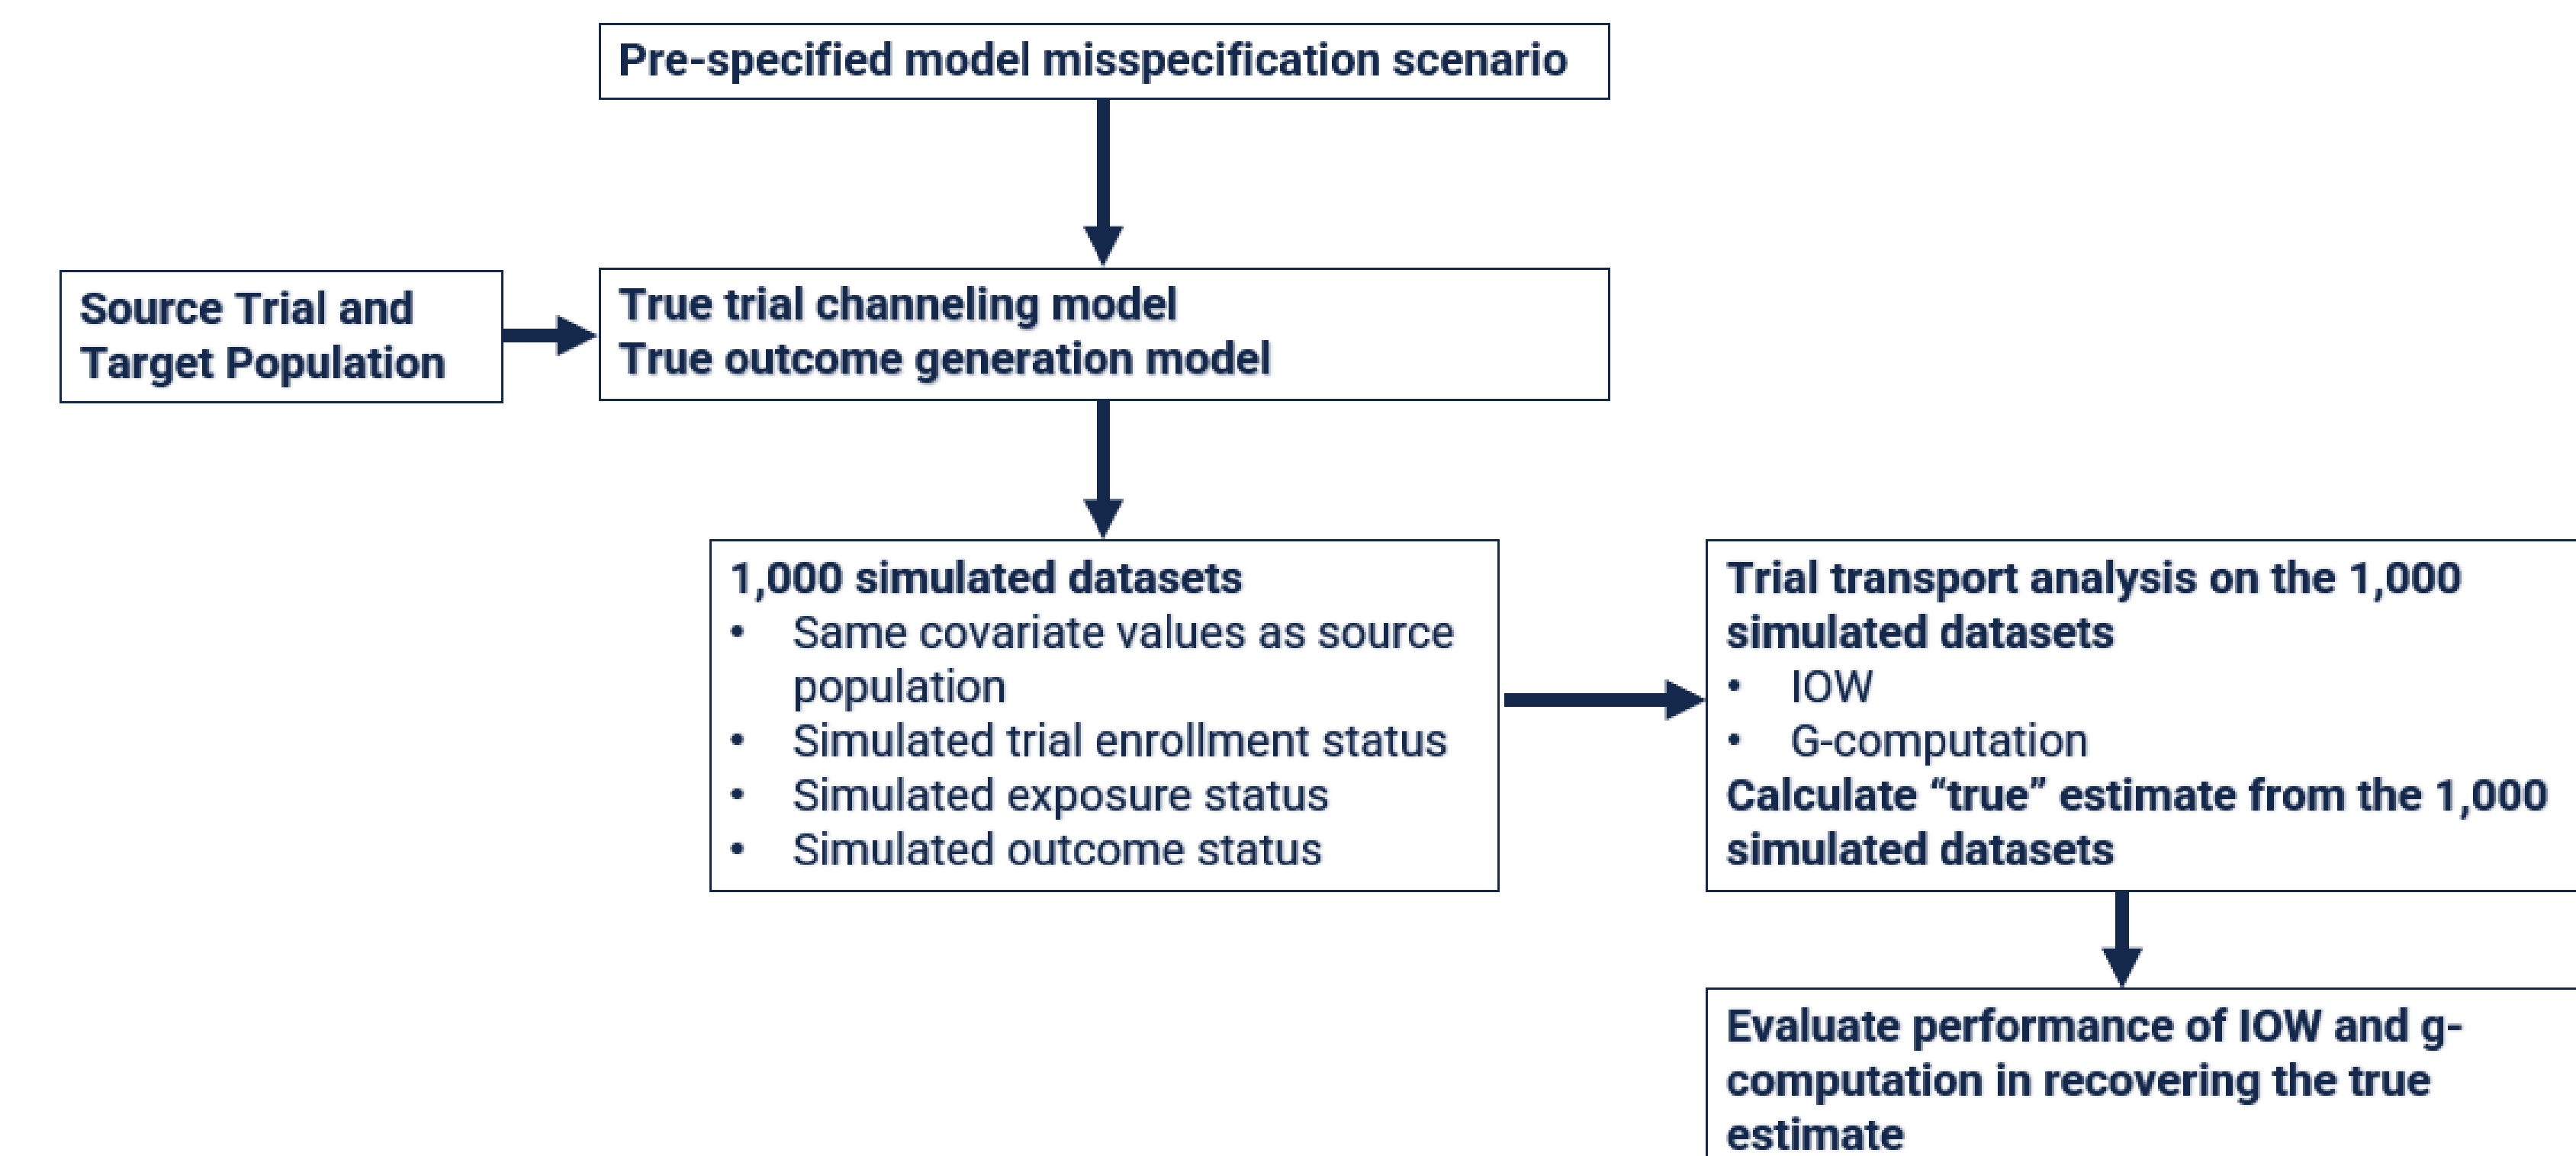 Pre-specified model misspecification scenario
Source Trial and
Target Population
True trial channeling model
True outcome generation model
1,000 simulated datasets
• Same covariate values as source
population
• Simulated trial enrollment status
• Simulated exposure status
• Simulated outcome status
Trial transport analysis on the 1,000
simulated datasets
• IOW
• G-computation
Calculate “true” estimate from the 1,000
simulated datasets
Evaluate performance of IOW and g-
computation in recovering the true
estimate